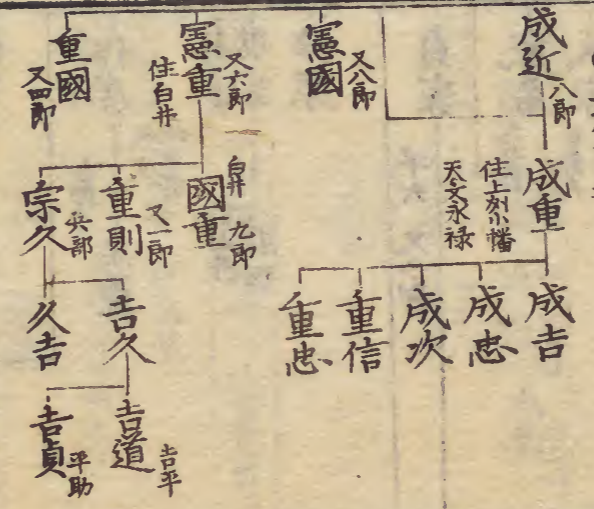 成近
八郎
憲國
又八郎
憲重
又六郎
住白井
重國
又四郎
成重
住上刕小幡
天文永禄
國重
白井 九郎
重則
又一郎
宗久
兵部
成吉
成忠
成次
重信
重忠
吉久
久吉
吉道
吉平
吉貞
平助